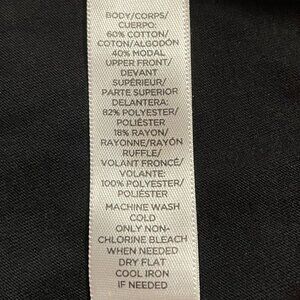 BODY/CORPS/
CUERPO:
60% COTTON/
COTON/ALGODÓN
40% MODAL
UPPER FRONT/
DEVANT
SUPÉRIEUR/
PARTE SUPERIOR
DELANTERA:
82% POLYESTER/
POLIÉSTER
18% RAYON/
RAYONNE/RAYÓN
RUFFLE/
VOLANT FRONCÉ/
VOLANTE:
100% POLYESTER/
POLIÉSTER
MACHINE WASH
COLD
ONLY NON-
CHLORINE BLEACH
WHEN NEEDED
DRY FLAT
COOL IRON
IF NEEDED